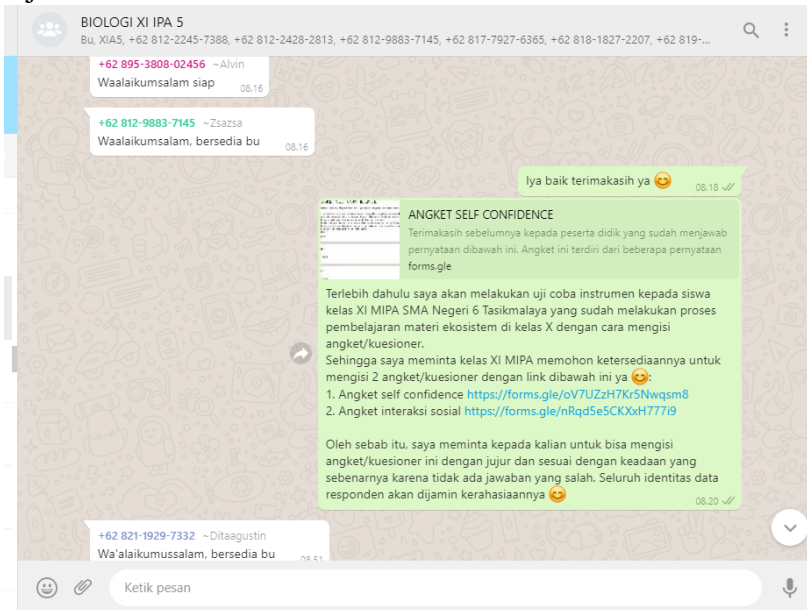 BIOLOGI XI IPA 5
Bu, XIA5, +62 812-2245-7388, +62 812-2428-2813, +62 812-9883-7145, +62 817-7927-6365, +62 818-1827-2207, +62 819-...
+62 895-3808-02456 ~Alvin
Waalaikumsalam siap
08.16
+62 812-9883-7145 ~Zsazsa
Waalaikumsalam, bersedia bu
08.16
Iya baik terimakasih ya 😊
08.18
ANGKET SELF CONFIDENCE
Terimakasih sebelumnya kepada peserta didik yang sudah menjawab
pernyataan dibawah ini. Angket ini terdiri dari beberapa pernyataan
forms.gle
Terlebih dahulu saya akan melakukan uji coba instrumen kepada siswa
kelas XI MIPA SMA Negeri 6 Tasikmalaya yang sudah melakukan proses
pembelajaran materi ekosistem di kelas X dengan cara mengisi
angket/kuesioner.
Sehingga saya meminta kelas XI MIPA memohon ketersediaannya untuk
mengisi 2 angket/kuesioner dengan link dibawah ini ya 😊:
1. Angket self confidence https://forms.gle/oV7UZzH7Kr5Nwqsm8
2. Angket interaksi sosial https://forms.gle/nRqd5e5CKXxH777i9
Oleh sebab itu, saya meminta kepada kalian untuk bisa mengisi
angket/kuesioner ini dengan jujur dan sesuai dengan keadaan yang
sebenarnya karena tidak ada jawaban yang salah. Seluruh identitas data
responden akan dijamin kerahasiaannya 😊
08.20
+62 821-1929-7332 ~Ditaagustin
Wa'alaikumussalam, bersedia bu
08.51
Ketik pesan